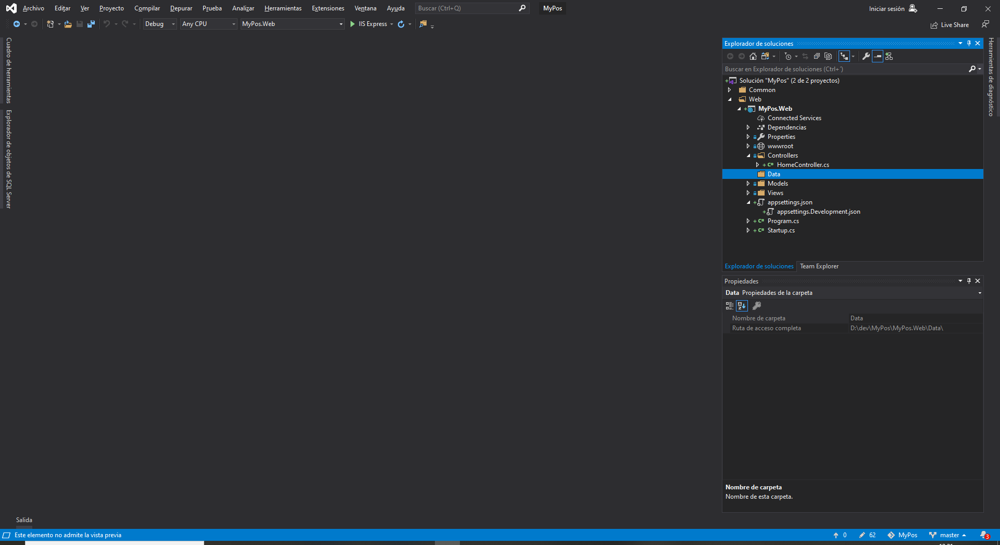 Archivo Editar Ver Proyecto Compilar Depurar Prueba Analizar Herramientas Extensiones Ventana Ayuda Buscar (Ctrl+Q) MyPos Iniciar sesión
Debug Any CPU MyPos.Web IIS Express Live Share
Cuadro de herramientas
Explorador de objetos de SQL Server
Explorador de soluciones
Buscar en Explorador de soluciones (Ctrl+´)
Solución "MyPos" (2 de 2 proyectos)
Common
Web
MyPos.Web
Connected Services
Dependencias
Properties
wwwroot
Controllers
C# HomeController.cs
Data
Models
Views
appsettings.json
appsettings.Development.json
C# Program.cs
C# Startup.cs
Explorador de soluciones Team Explorer
Herramientas de diagnóstico
Propiedades
Data Propiedades de la carpeta
Nombre de carpeta Data
Ruta de acceso completa D:\dev\MyPos\MyPos.Web\Data\
Nombre de carpeta
Nombre de esta carpeta.
Salida
Este elemento no admite la vista previa 0 62 MyPos master 3